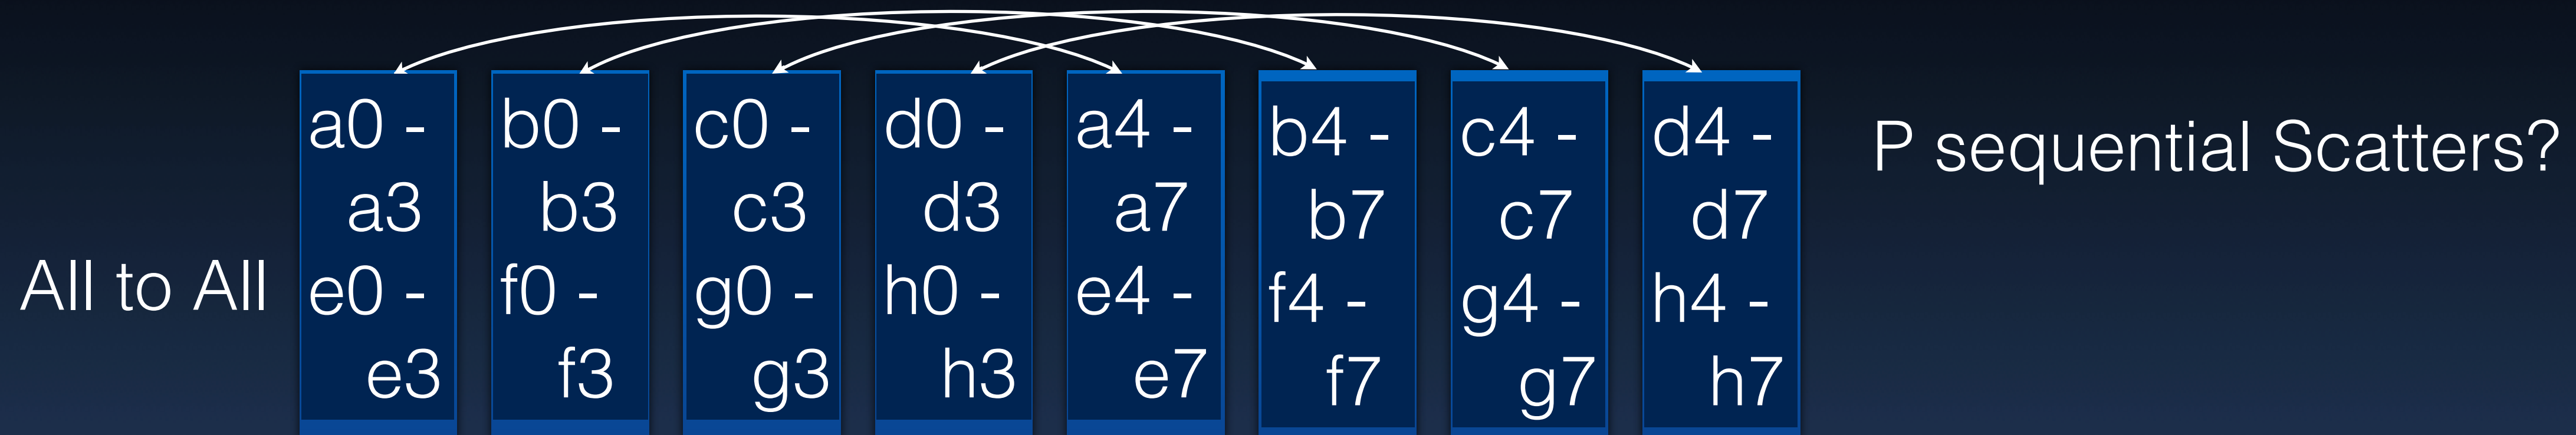 All to All
a0 -
a3
e0 -
e3
b0 -
b3
f0 -
f3
c0 -
c3
g0 -
g3
d0 -
d3
h0 -
h3
a4 -
a7
e4 -
e7
b4 -
b7
f4 -
f7
c4 -
c7
g4 -
g7
d4 -
d7
h4 -
h7
P sequential Scatters?